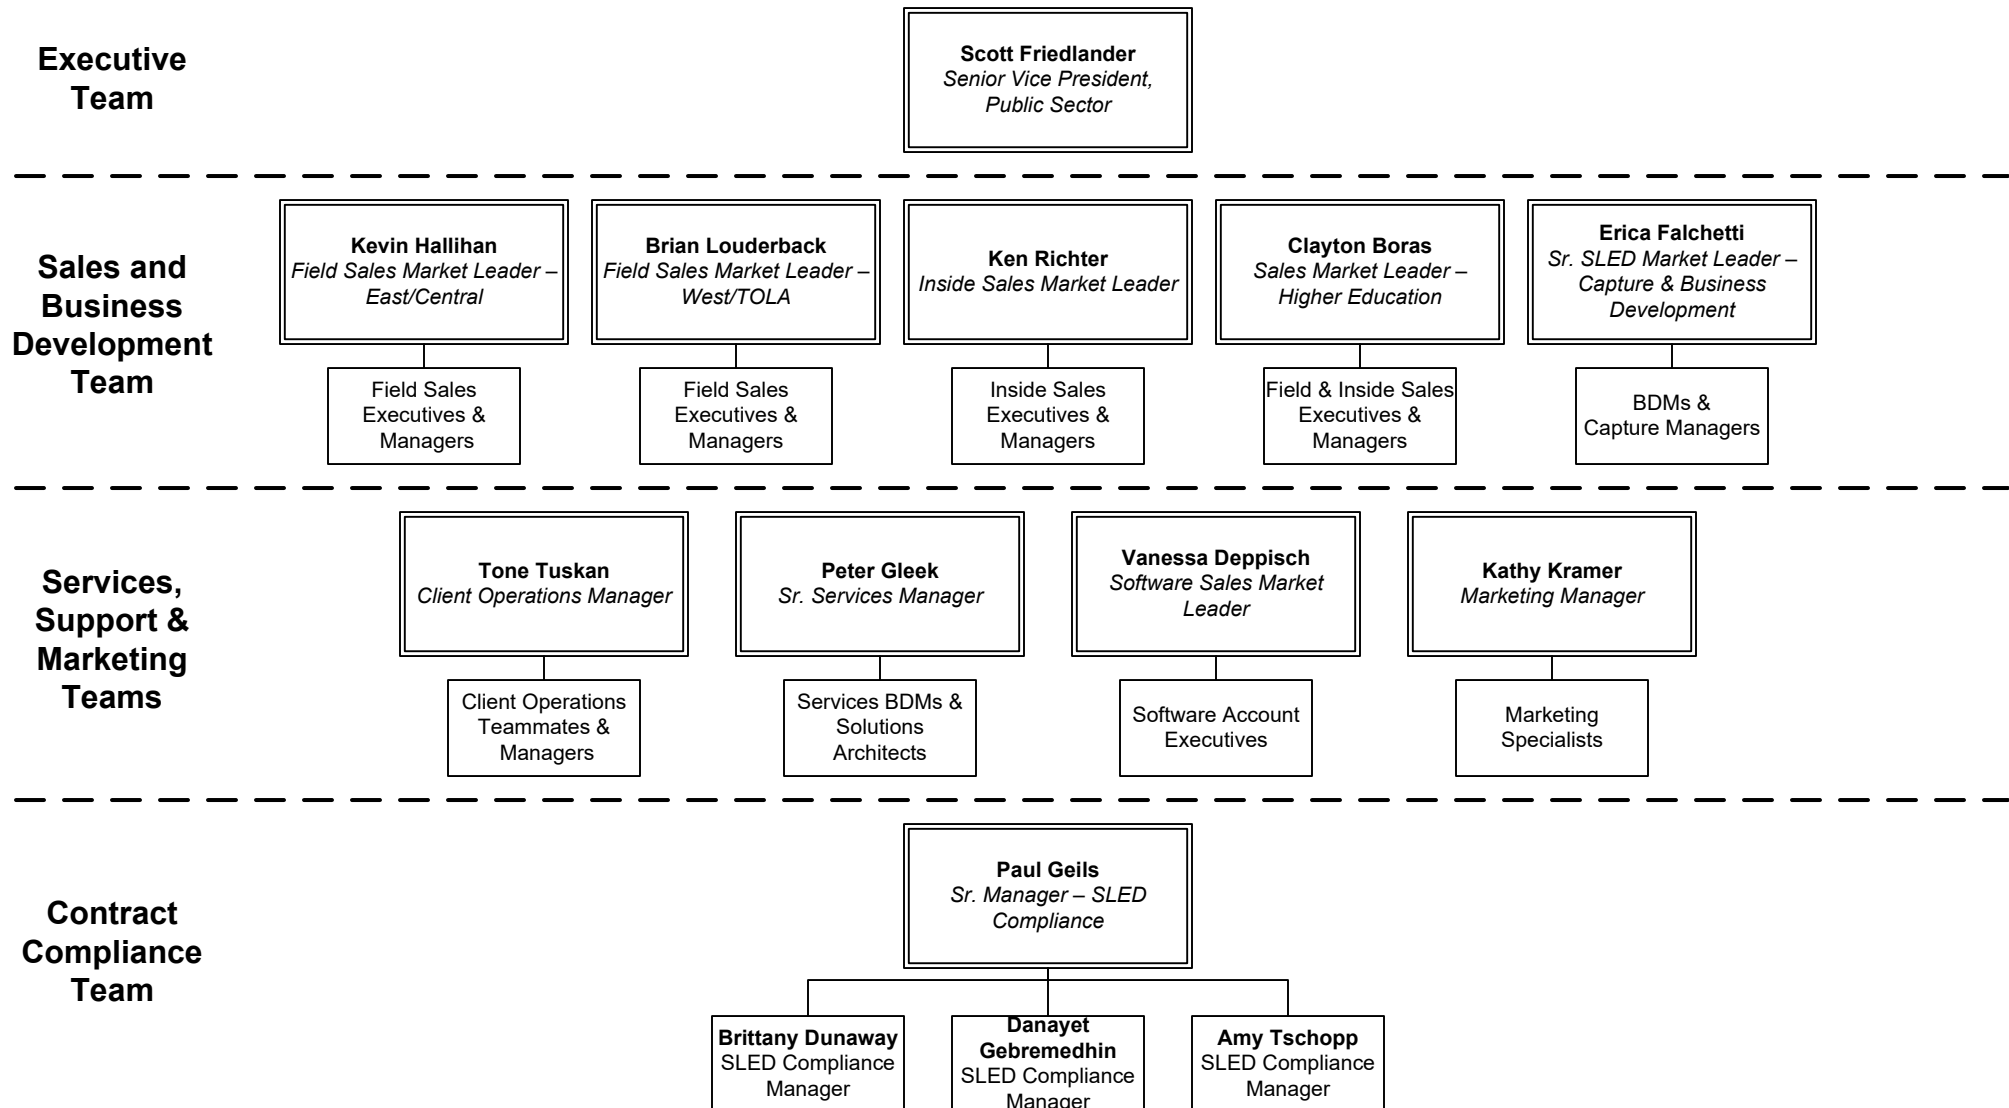 Executive
Team
Scott Friedlander
Senior Vice President,
Public Sector
Sales and
Business
Development
Team
Kevin Hallihan
Field Sales Market Leader –
East/Central
Brian Louderback
Field Sales Market Leader –
West/TOLA
Ken Richter
Inside Sales Market Leader
Clayton Boras
Sales Market Leader –
Higher Education
Erica Falchetti
Sr. SLED Market Leader –
Capture & Business
Development
Field Sales
Executives &
Managers
Field Sales
Executives &
Managers
Inside Sales
Executives &
Managers
Field & Inside Sales
Executives &
Managers
BDMs &
Capture Managers
Services,
Support &
Marketing
Teams
Tone Tuskan
Client Operations Manager
Peter Gleek
Sr. Services Manager
Vanessa Deppisch
Software Sales Market
Leader
Kathy Kramer
Marketing Manager
Client Operations
Teammates &
Managers
Services BDMs &
Solutions
Architects
Software Account
Executives
Marketing
Specialists
Contract
Compliance
Team
Paul Geils
Sr. Manager – SLED
Compliance
Brittany Dunaway
SLED Compliance
Manager
Danayet
Gebremedhin
SLED Compliance
Manager
Amy Tschopp
SLED Compliance
Manager